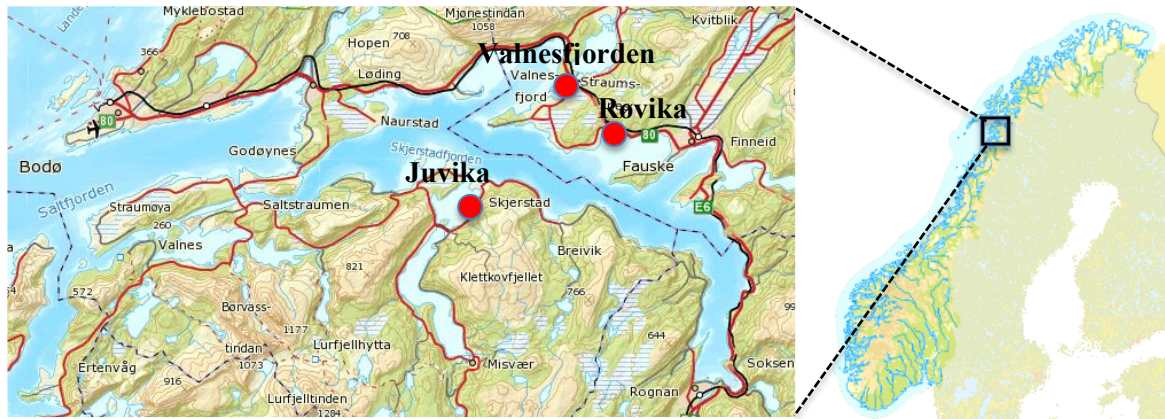 Myklebostad
Mjønestindan
1058
Kvitblik
366
Hopen
708
Valnesfjorden
Løding
Valnes-
fjord
Straums-
Røvika
80
Naurstad
80
Finneid
Bodø
Godøynes
Skjerstadfjorden
Fauske
Juvika
Saltfjorden
Straumøya
Saltstraumen
Skjerstad
E6
260
Valnes
Breivik
821
Klettkovfjellet
572
766
Børvass-
tindan
1177
644
Lurfjellhytta
Misvær
Ertenvåg
1073
Soksen
916
Lurfjelltinden
Rognan
1284